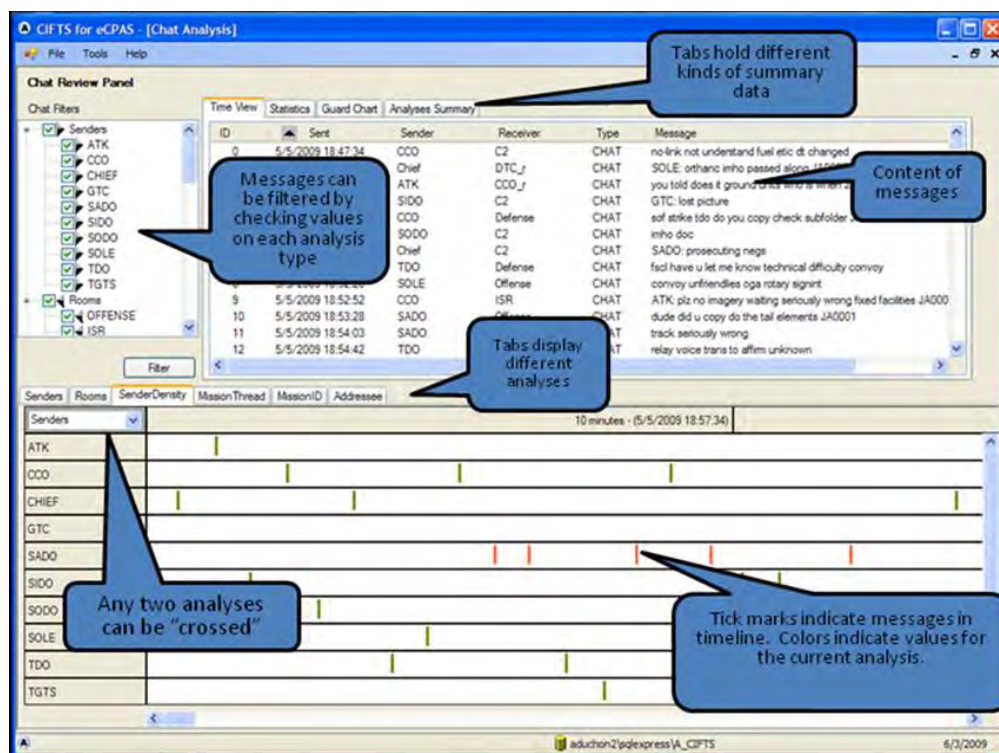 CIFTS for eCPAS - [Chat Analysis]
File Tools Help
Chat Review Panel
Chat Filters
Senders
ATK
CCO
CHIEF
GTC
SADO
SIDO
SODO
SOLE
TDO
TGTS
Rooms
OFFENSE
ISR
Filter
Time View Statistics Guard Chart Analyses Summary
Tabs hold different
kinds of summary
data
ID Sent Sender Receiver Type Message
0 5/5/2009 18:47:34 CCO C2 CHAT no-link not understand fuel etic dt changed
Chief DTC_r CHAT SOLE: orthanc imho passed along
ATK CCO_r CHAT you told does it ground
SIDO C2 CHAT GTC: lost picture
CCO Defense CHAT sof strike tdo do you copy check subfolder
SODO C2 CHAT imho doc
Chief C2 CHAT SADO: prosecuting negs
TDO Defense CHAT fscl have u let me know technical difficulty convoy
SOLE Offense CHAT convoy unfriendlies oga rotary sigint
9 5/5/2009 18:52:52 CCO ISR CHAT ATK: plz no imagery waiting seriously wrong fixed facilities JA000
10 5/5/2009 18:53:28 SADO CHAT dude did u copy do the tail elements JA0001
11 5/5/2009 18:54:03 SADO track seriously wrong
12 5/5/2009 18:54:42 TDO relay voice trans to affirm unknown
Messages can
be filtered by
checking values
on each analysis
type
Content of
messages
Tabs display
different
analyses
Senders Rooms SenderDensity MissionThread MissionID Addressee
Senders 10 minutes - (5/5/2009 18:57:34)
ATK
CCO
CHIEF
GTC
SADO
SIDO
SODO
SOLE
TDO
TGTS
Any two analyses
can be "crossed"
Tick marks indicate messages in
timeline. Colors indicate values for
the current analysis.
aduchon2\sqlexpress\A_CIFTS 6/3/2009